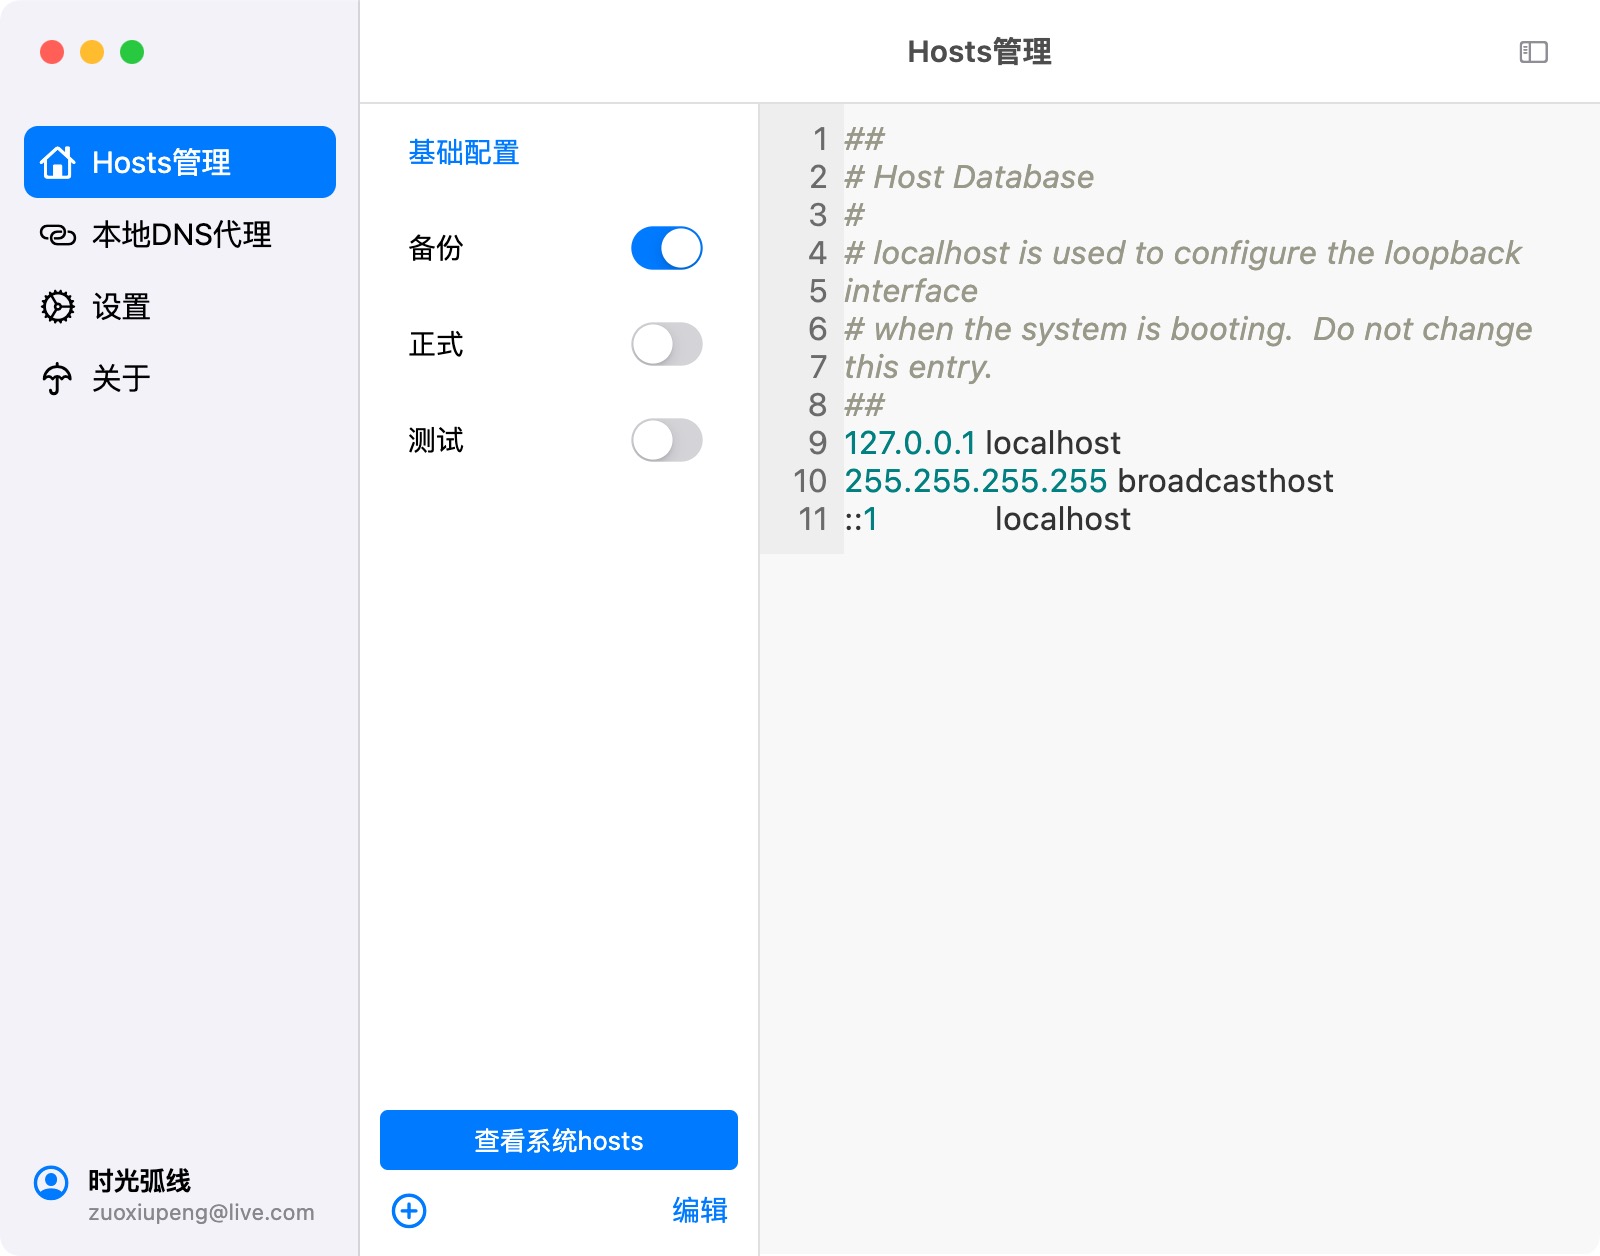 Hosts管理
Hosts管理
本地DNS代理
设置
关于
基础配置
备份
正式
测试
查看系统hosts
编辑
1 ##
2 # Host Database
3 #
4 # localhost is used to configure the loopback
5 interface
6 # when the system is booting.  Do not change
7 this entry.
8 ##
9 127.0.0.1 localhost
10 255.255.255.255 broadcasthost
11 ::1             localhost
时光弧线
zuoxiupeng@live.com